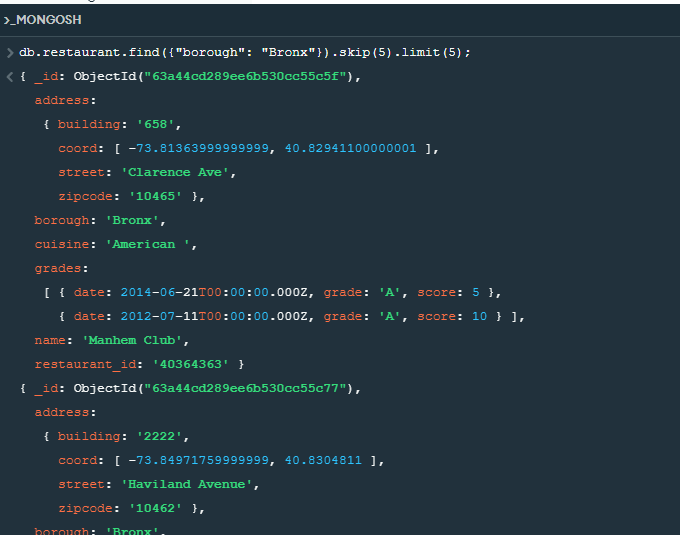 >_MONGOSH
> db.restaurant.find({"borough": "Bronx"}).skip(5).limit(5);
< { _id: ObjectId("63a44cd289ee6b530cc55c5f"),
address:
{ building: '658',
coord: [ -73.81363999999999, 40.82941100000001 ],
street: 'Clarence Ave',
zipcode: '10465' },
borough: 'Bronx',
cuisine: 'American ',
grades:
[ { date: 2014-06-21T00:00:00.000Z, grade: 'A', score: 5 },
{ date: 2012-07-11T00:00:00.000Z, grade: 'A', score: 10 } ],
name: 'Manhem Club',
restaurant_id: '40364363' }
{ _id: ObjectId("63a44cd289ee6b530cc55c77"),
address:
{ building: '2222',
coord: [ -73.84971759999999, 40.8304811 ],
street: 'Haviland Avenue',
zipcode: '10462' },
borough: 'Bronx',